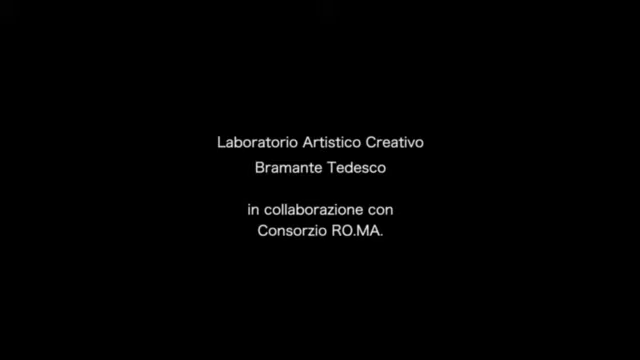 Laboratorio Artistico Creativo
Bramante Tedesco
in collaborazione con
Consorzio RO.MA.